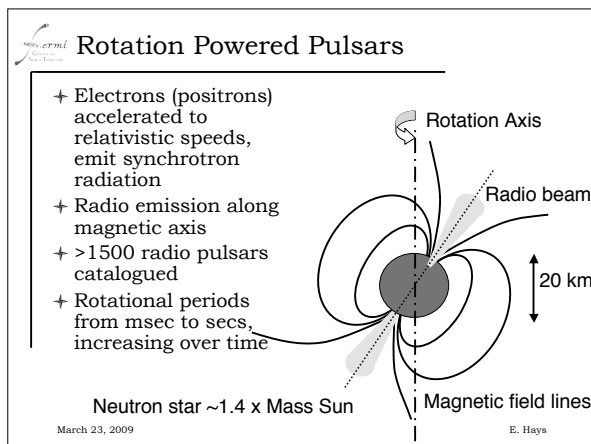 Rotation Powered Pulsars
Electrons (positrons)
accelerated to
relativistic speeds,
emit synchrotron
radiation
Radio emission along
magnetic axis
>1500 radio pulsars
catalogued
Rotational periods
from msec to secs,
increasing over time
Rotation Axis
Radio beam
20 km
Magnetic field lines
Neutron star ~1.4 x Mass Sun
March 23, 2009
E. Hays